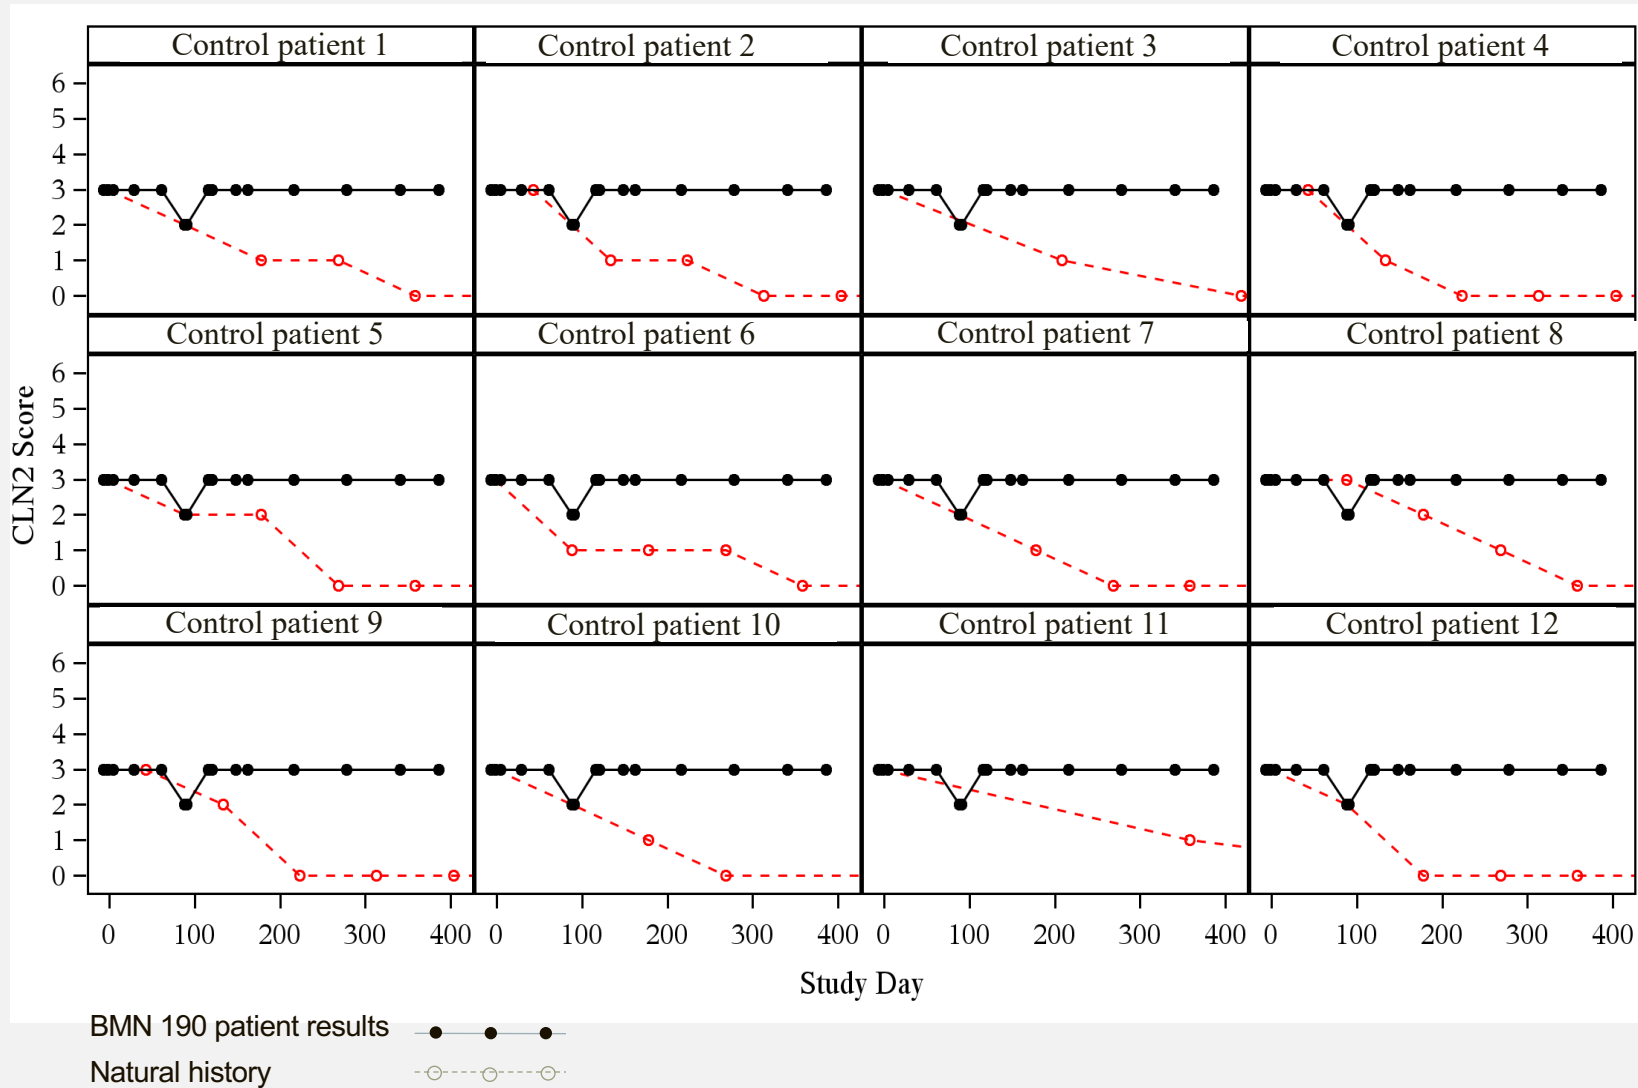 Control patient 1 Control patient 2 Control patient 3 Control patient 4
6
5
4
3
2
1
0
Control patient 5 Control patient 6 Control patient 7 Control patient 8
6
5
4
3
2
1
0
CLN2 Score
Control patient 9 Control patient 10 Control patient 11 Control patient 12
6
5
4
3
2
1
0
0 100 200 300 400 0 100 200 300 400 0 100 200 300 400 0 100 200 300 400
Study Day
BMN 190 patient results
Natural history